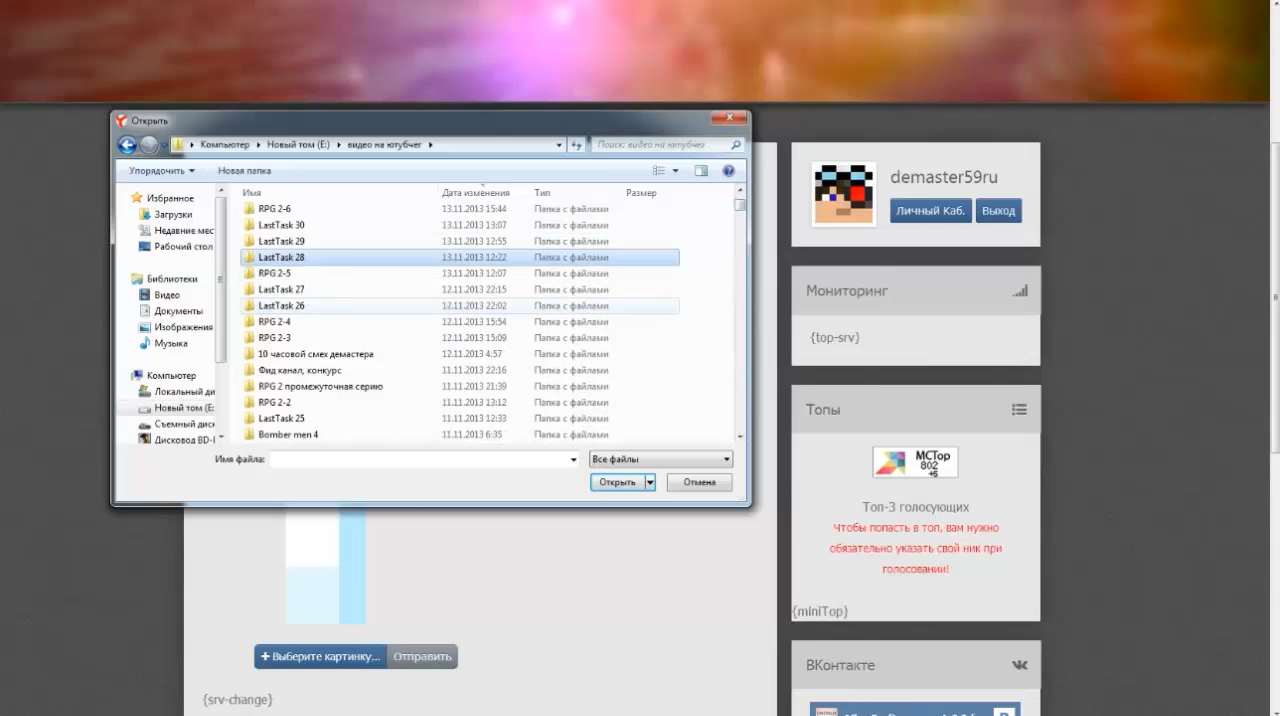 Открыть
Компьютер Новый том (E:) видео на ютубчег
Поиск: видео на ютубчег
Упорядочить Новая папка
Избранное
Загрузки
Недавние мес
Рабочий стол
Библиотеки
Видео
Документы
Изображения
Музыка
Компьютер
Локальный ди
Новый том (E:
Съемный диск
Дисковод BD-I
Имя Дата изменения Тип Размер
RPG 2-6 13.11.2013 15:44 Папка с файлами
LastTask 30 13.11.2013 13:07 Папка с файлами
LastTask 29 13.11.2013 12:55 Папка с файлами
LastTask 28 13.11.2013 12:22 Папка с файлами
RPG 2-5 13.11.2013 12:07 Папка с файлами
LastTask 27 12.11.2013 22:15 Папка с файлами
LastTask 26 12.11.2013 22:02 Папка с файлами
RPG 2-4 12.11.2013 15:54 Папка с файлами
RPG 2-3 12.11.2013 15:09 Папка с файлами
10 часовой смех демастера 12.11.2013 4:57 Папка с файлами
Фид канал, конкурс 11.11.2013 22:16 Папка с файлами
RPG 2 промежуточная серию 11.11.2013 21:39 Папка с файлами
RPG 2-2 11.11.2013 13:12 Папка с файлами
LastTask 25 11.11.2013 12:33 Папка с файлами
Bomber men 4 11.11.2013 6:35 Папка с файлами
Имя файла: Все файлы
Открыть Отмена
+ Выберите картинку... Отправить
{srv-change}
demaster59ru
Личный Каб. Выход
Мониторинг
{top-srv}
Топы
MCTop
802
+6
Топ-3 голосующих
Чтобы попасть в топ, вам нужно
обязательно указать свой ник при
голосовании!
{miniTop}
ВКонтакте